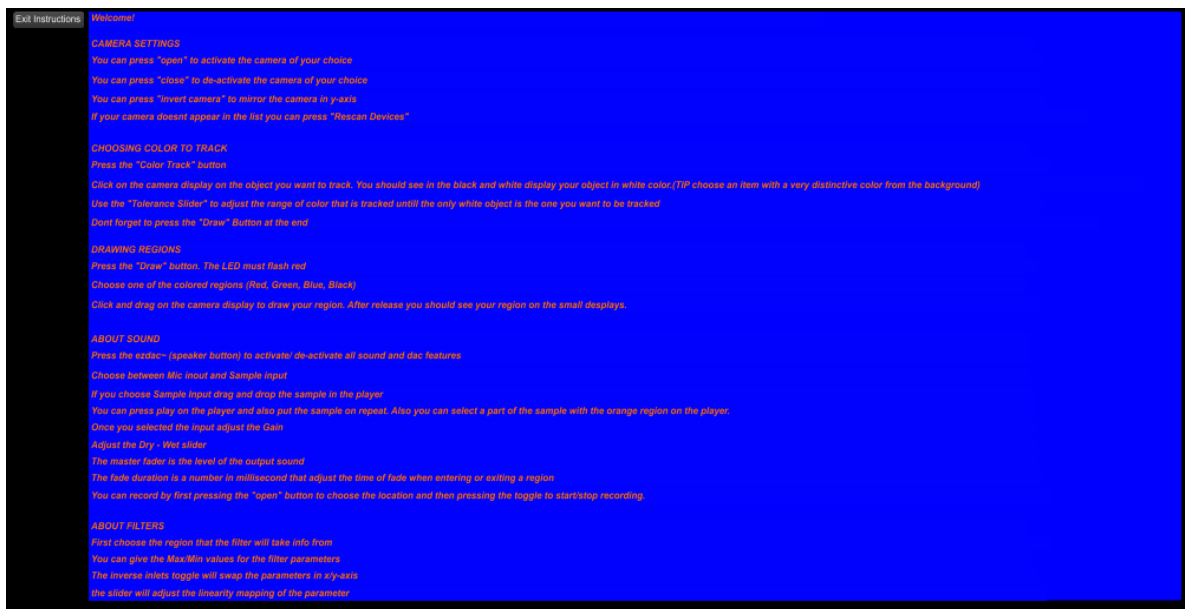 Exit Instructions
Welcome!
CAMERA SETTINGS
You can press "open" to activate the camera of your choice
You can press "close" to de-activate the camera of your choice
You can press "invert camera" to mirror the camera in y-axis
If your camera doesnt appear in the list you can press "Rescan Devices"
CHOOSING COLOR TO TRACK
Press the "Color Track" button
Click on the camera display on the object you want to track. You should see in the black and white display your object in white color.(TIP choose an item with a very distinctive color from the background)
Use the "Tolerance Slider" to adjust the range of color that is tracked untill the only white object is the one you want to be tracked
Dont forget to press the "Draw" Button at the end
DRAWING REGIONS
Press the "Draw" button. The LED must flash red
Choose one of the colored regions (Red, Green, Blue, Black)
Click and drag on the camera display to draw your region. After release you should see your region on the small desplays.
ABOUT SOUND
Press the ezdac~ (speaker button) to activate/ de-activate all sound and dac features
Choose between Mic inout and Sample input
If you choose Sample Input drag and drop the sample in the player
You can press play on the player and also put the sample on repeat. Also you can select a part of the sample with the orange region on the player.
Once you selected the input adjust the Gain
Adjust the Dry - Wet slider
The master fader is the level of the output sound
The fade duration is a number in millisecond that adjust the time of fade when entering or exiting a region
You can record by first pressing the "open" button to choose the location and then pressing the toggle to start/stop recording.
ABOUT FILTERS
First choose the region that the filter will take info from
You can give the Max/Min values for the filter parameters
The inverse inlets toggle will swap the parameters in x/y-axis
the slider will adjust the linearity mapping of the parameter